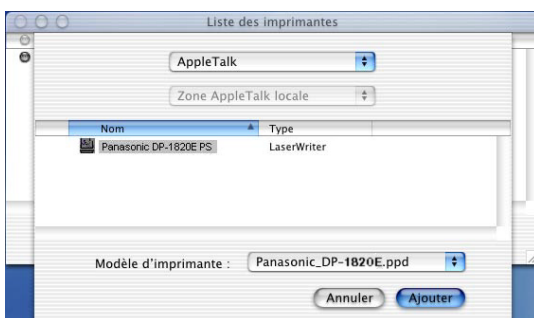 Liste des imprimantes
AppleTalk
Zone AppleTalk locale
Nom Type
Panasonic DP-1820E PS LaserWriter
Modèle d'imprimante : Panasonic_DP-1820E.ppd
Annuler Ajouter